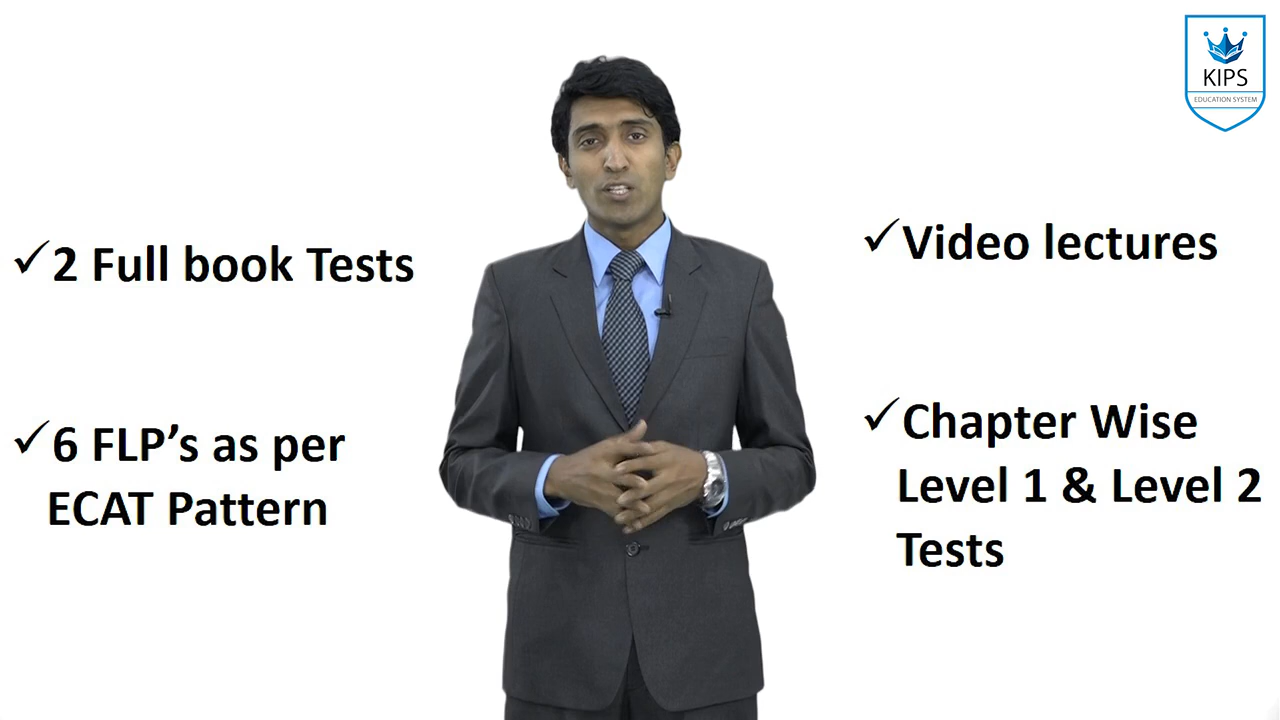 KIPS
EDUCATION SYSTEM
✓2 Full book Tests
✓6 FLP’s as per
ECAT Pattern
✓Video lectures
✓Chapter Wise
Level 1 & Level 2
Tests